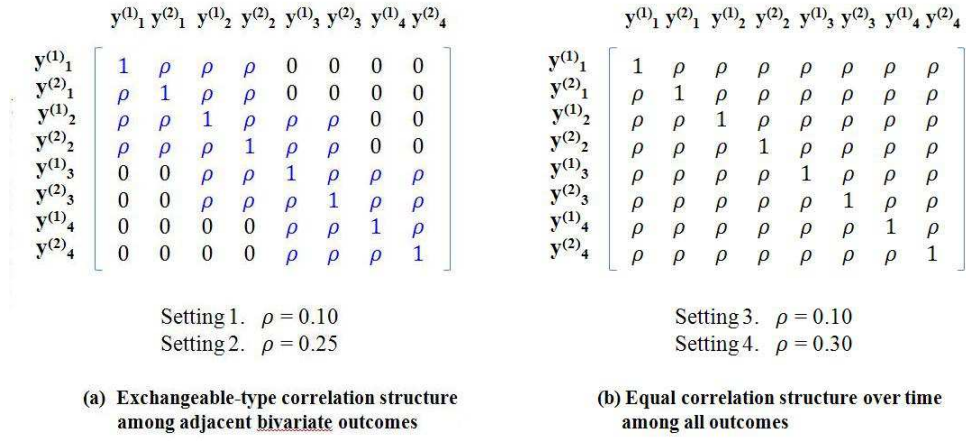 y(1)1 y(2)1 y(1)2 y(2)2 y(1)3 y(2)3 y(1)4 y(2)4
y(1)1 1 ρ ρ ρ 0 0 0 0
y(2)1 ρ 1 ρ ρ 0 0 0 0
y(1)2 ρ ρ 1 ρ ρ ρ 0 0
y(2)2 ρ ρ ρ 1 ρ ρ 0 0
y(1)3 0 0 ρ ρ 1 ρ ρ ρ
y(2)3 0 0 ρ ρ ρ 1 ρ ρ
y(1)4 0 0 0 0 ρ ρ 1 ρ
y(2)4 0 0 0 0 ρ ρ ρ 1
Setting 1. ρ = 0.10
Setting 2. ρ = 0.25
(a) Exchangeable-type correlation structure
among adjacent bivariate outcomes
y(1)1 y(2)1 y(1)2 y(2)2 y(1)3 y(2)3 y(1)4 y(2)4
y(1)1 1 ρ ρ ρ ρ ρ ρ ρ
y(2)1 ρ 1 ρ ρ ρ ρ ρ ρ
y(1)2 ρ ρ 1 ρ ρ ρ ρ ρ
y(2)2 ρ ρ ρ 1 ρ ρ ρ ρ
y(1)3 ρ ρ ρ ρ 1 ρ ρ ρ
y(2)3 ρ ρ ρ ρ ρ 1 ρ ρ
y(1)4 ρ ρ ρ ρ ρ ρ 1 ρ
y(2)4 ρ ρ ρ ρ ρ ρ ρ 1
Setting 3. ρ = 0.10
Setting 4. ρ = 0.30
(b) Equal correlation structure over time
among all outcomes